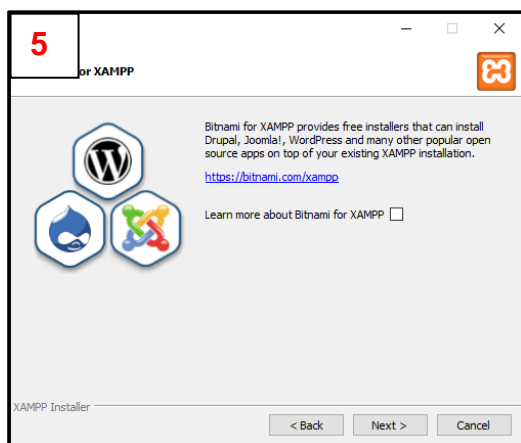 5
or XAMPP
Bitnami for XAMPP provides free installers that can install
Drupal, Joomla!, WordPress and many other popular open
source apps on top of your existing XAMPP installation.
https://bitnami.com/xampp
Learn more about Bitnami for XAMPP
XAMPP Installer
< Back Next > Cancel